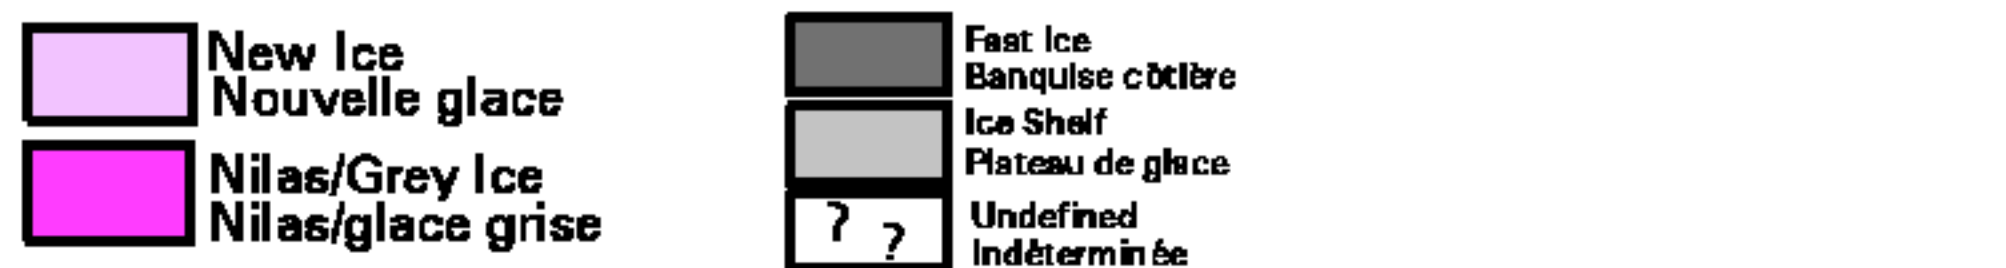 New Ice
Nouvelle glace
Nilas/Grey Ice
Nilas/glace grise
Fast Ice
Banquise côtière
Ice Shelf
Plateau de glace
? ?
Undefined
Indéterminée